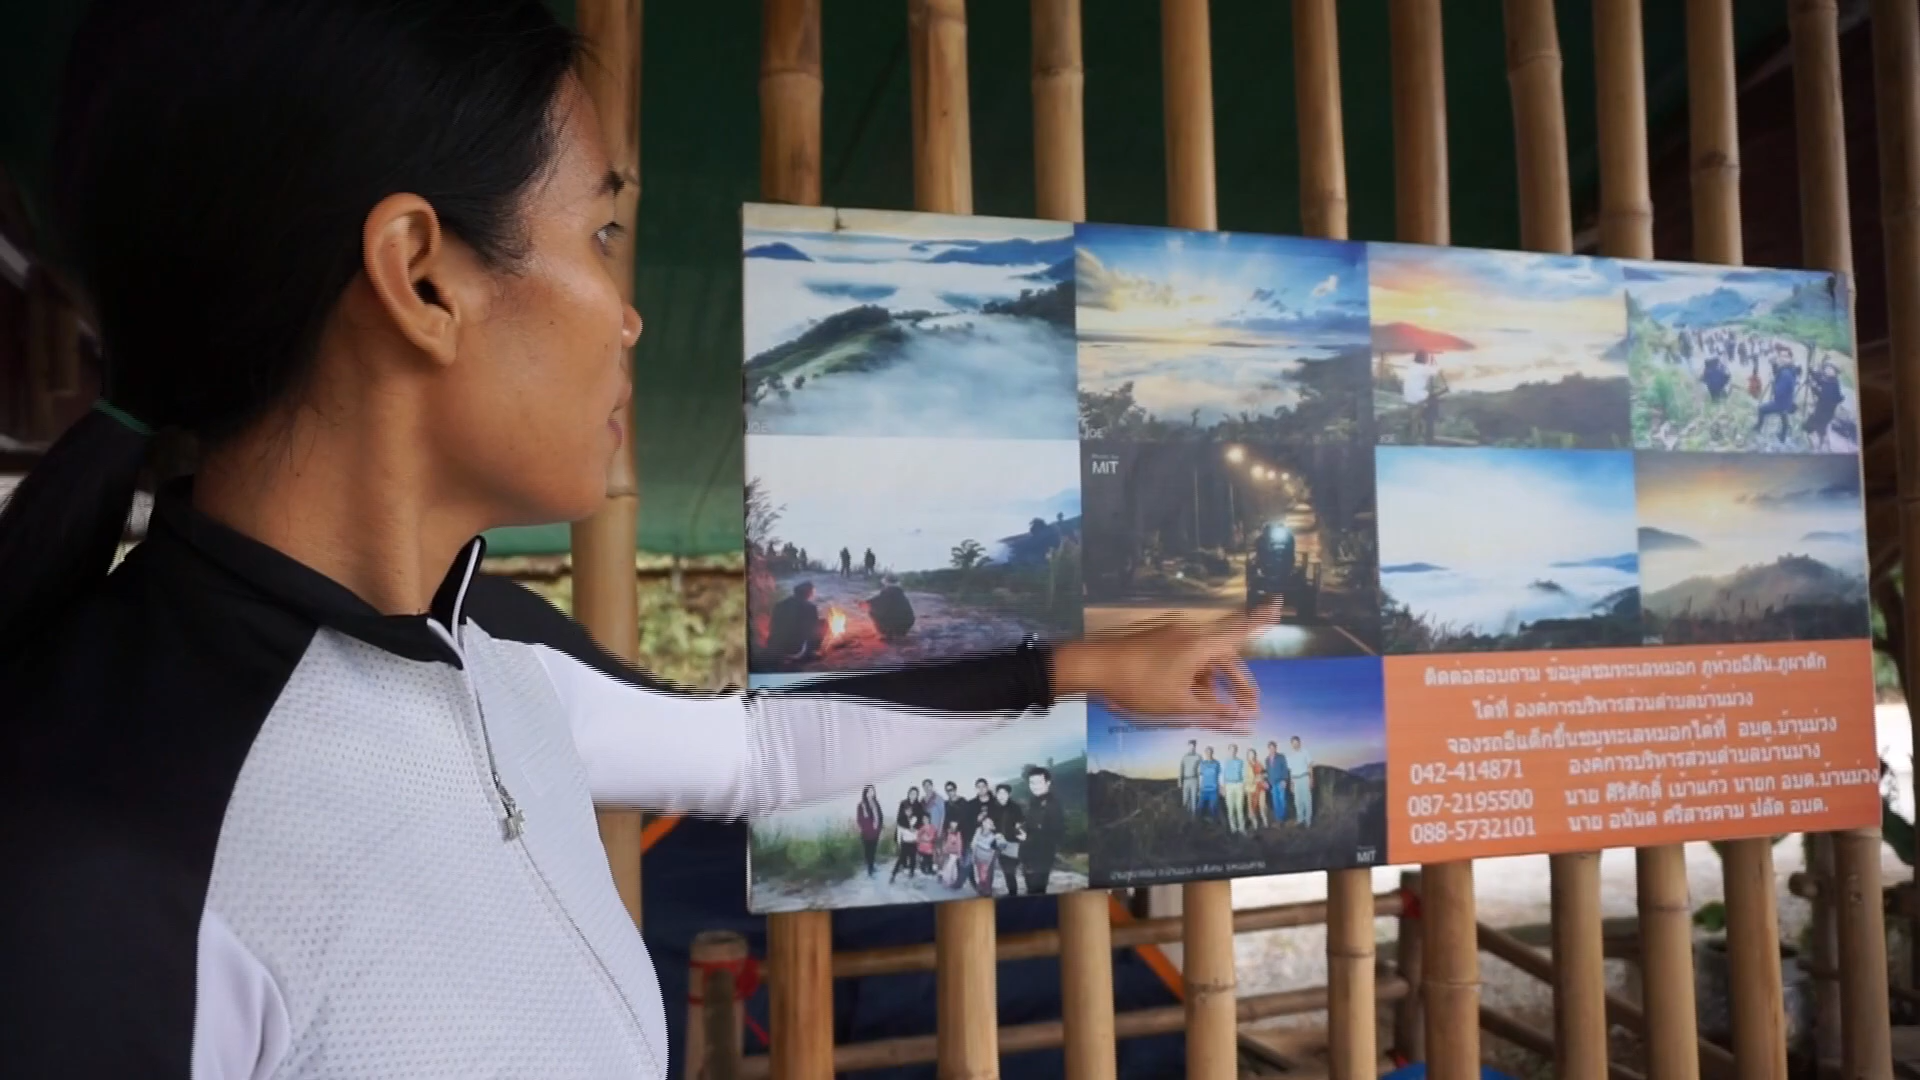 JOE
JOE
MIT
ติดต่อสอบถาม ข้อมูลชมทะเลหมอก ภูห้วยอีสัน,ภูผาดัก
ได้ที่ องค์การบริหารส่วนตำบลบ้านม่วง
จองรถอีแต็กขึ้นชมทะเลหมอกได้ที่ อบต.บ้านม่วง
042-414871 องค์การบริหารส่วนตำบลบ้านม่าง
087-2195500 นาย ศิริศักดิ์ เบ้าแก้ว นายก อบต.บ้านม่วง
088-5732101 นาย อนันต์ ศรีสารคาม ปลัด อบต.
MIT